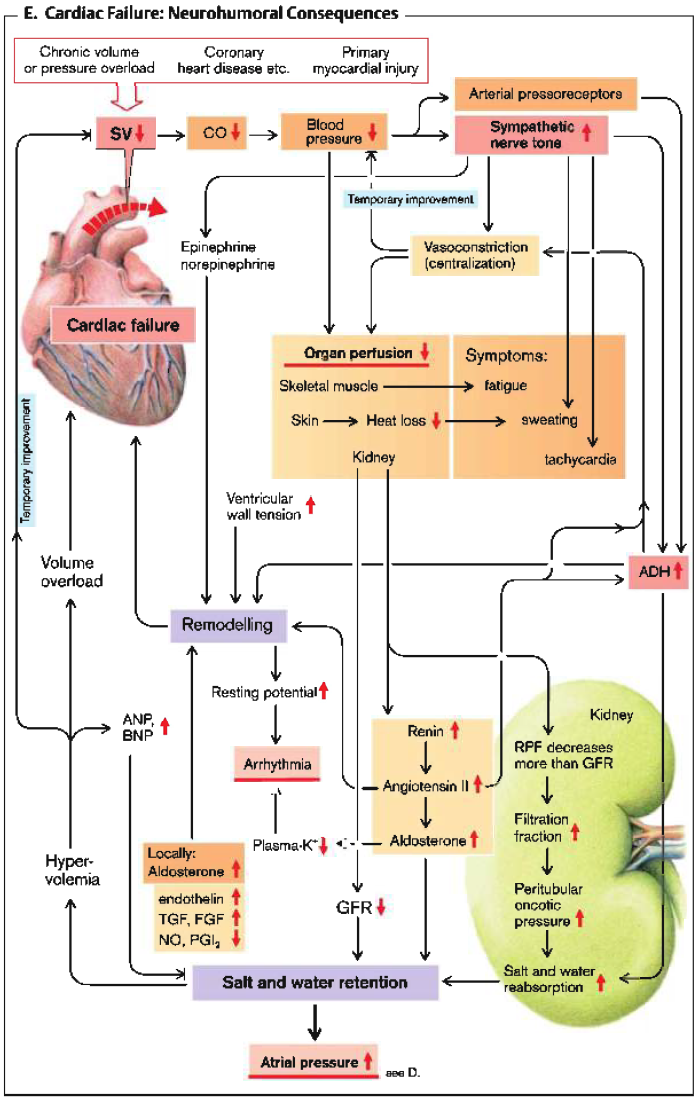 E. Cardiac Failure: Neurohumoral Consequences
Chronic volume
or pressure overload
Coronary
heart disease etc.
Primary
myocardial injury
SV
CO
Blood
pressure
Arterial pressoreceptors
Sympathetic
nerve tone
Temporary improvement
Epinephrine
norepinephrine
Vasoconstriction
(centralization)
Cardiac failure
Organ perfusion
Symptoms:
Skeletal muscle
fatigue
Skin
Heat loss
sweating
Kidney
tachycardia
Temporary improvement
Ventricular
wall tension
Volume
overload
ADH
Remodelling
Resting potential
ANP,
BNP
Kidney
Renin
RPF decreases
more than GFR
Arrhythmia
Angiotensin II
Filtration
fraction
Plasma-K⁺
Aldosterone
Hyper-
volemia
Locally:
Aldosterone
endothelin
TGF, FGF
NO, PGI₂
GFR
Peritubular
oncotic
pressure
Salt and water retention
Salt and water
reabsorption
Atrial pressure
see D.